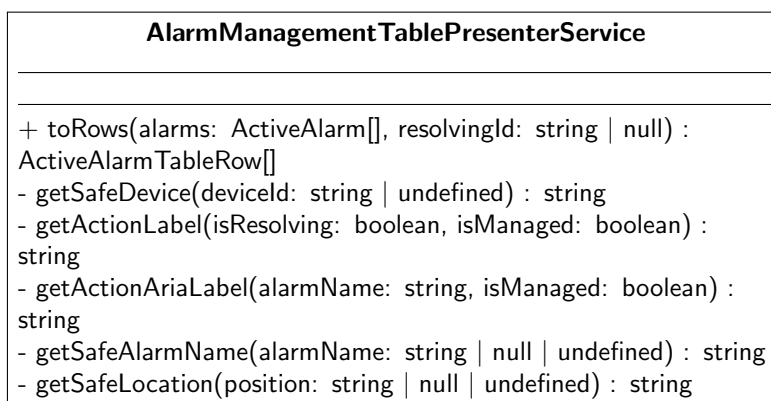 AlarmManagementTablePresenterService
+ toRows(alarms: ActiveAlarm[], resolvingId: string | null) :
ActiveAlarmTableRow[]
- getSafeDevice(deviceId: string | undefined) : string
- getActionLabel(isResolving: boolean, isManaged: boolean) :
string
- getActionAriaLabel(alarmName: string, isManaged: boolean) :
string
- getSafeAlarmName(alarmName: string | null | undefined) : string
- getSafeLocation(position: string | null | undefined) : string